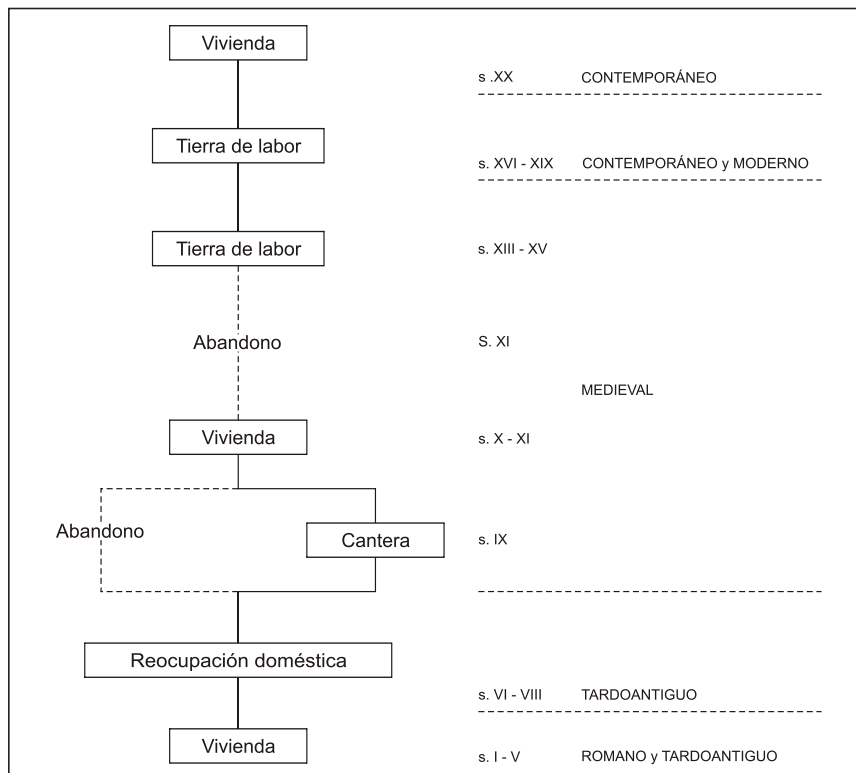 Vivienda
s .XX CONTEMPORÁNEO
Tierra de labor
s. XVI - XIX CONTEMPORÁNEO y MODERNO
Tierra de labor
s. XIII - XV
Abandono
S. XI
MEDIEVAL
Vivienda
s. X - XI
Abandono
Cantera
s. IX
Reocupación doméstica
s. VI - VIII TARDOANTIGUO
Vivienda
s. I - V ROMANO y TARDOANTIGUO